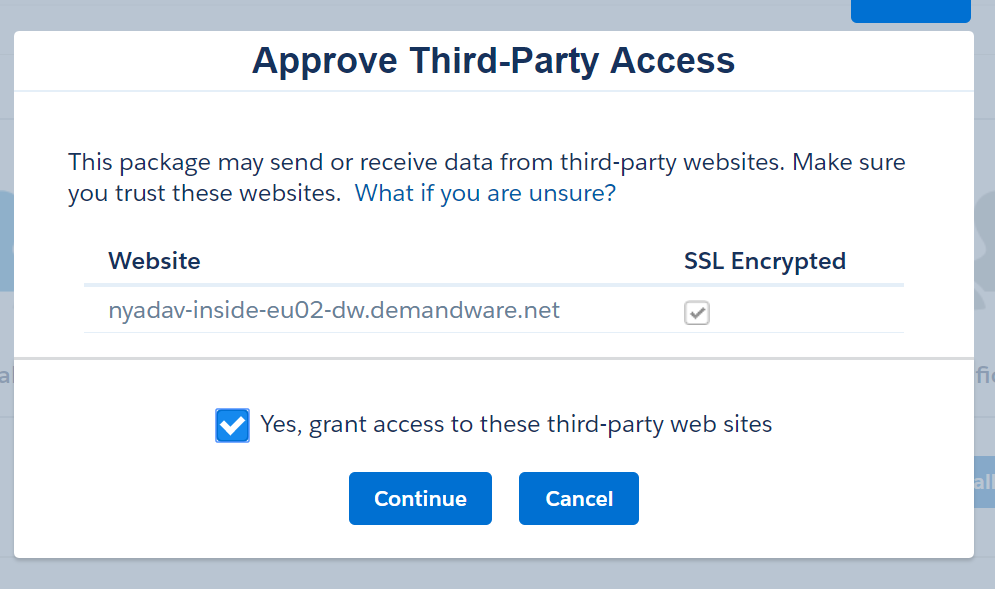 Approve Third-Party Access
This package may send or receive data from third-party websites. Make sure
you trust these websites. What if you are unsure?
Website SSL Encrypted
nyadav-inside-eu02-dw.demandware.net
Yes, grant access to these third-party web sites
Continue Cancel